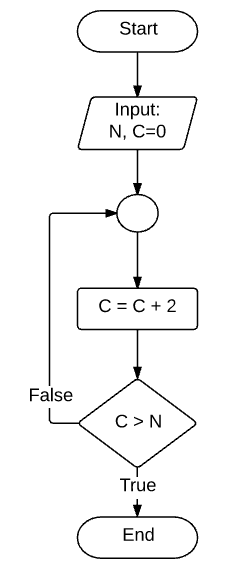 Start
Input:
N, C=0
C = C + 2
False
C > N
True
End